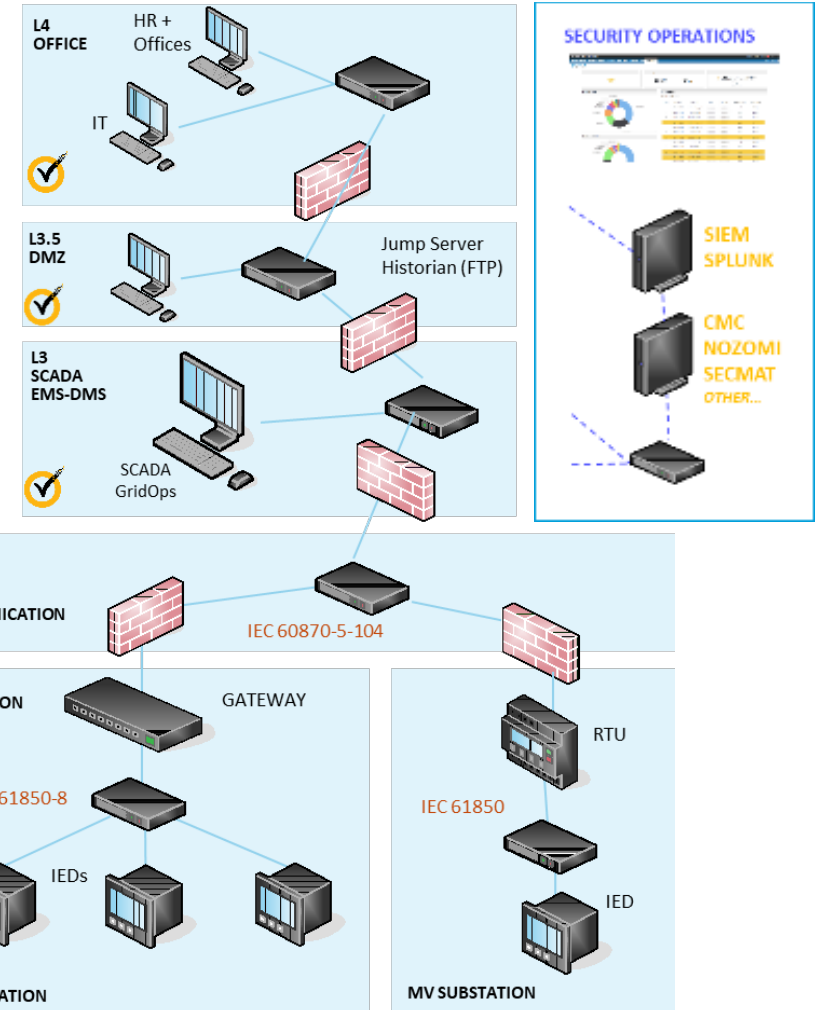 L4
OFFICE
HR +
Offices
IT
L3.5
DMZ
Jump Server
Historian (FTP)
L3
SCADA
EMS-DMS
SCADA
GridOps
SECURITY OPERATIONS
SIEM
SPLUNK
CMC
NOZOMI
SECMAT
OTHER...
NICATION
IEC 60870-5-104
ON
GATEWAY
61850-8
IEDs
ATION
RTU
IEC 61850
IED
MV SUBSTATION